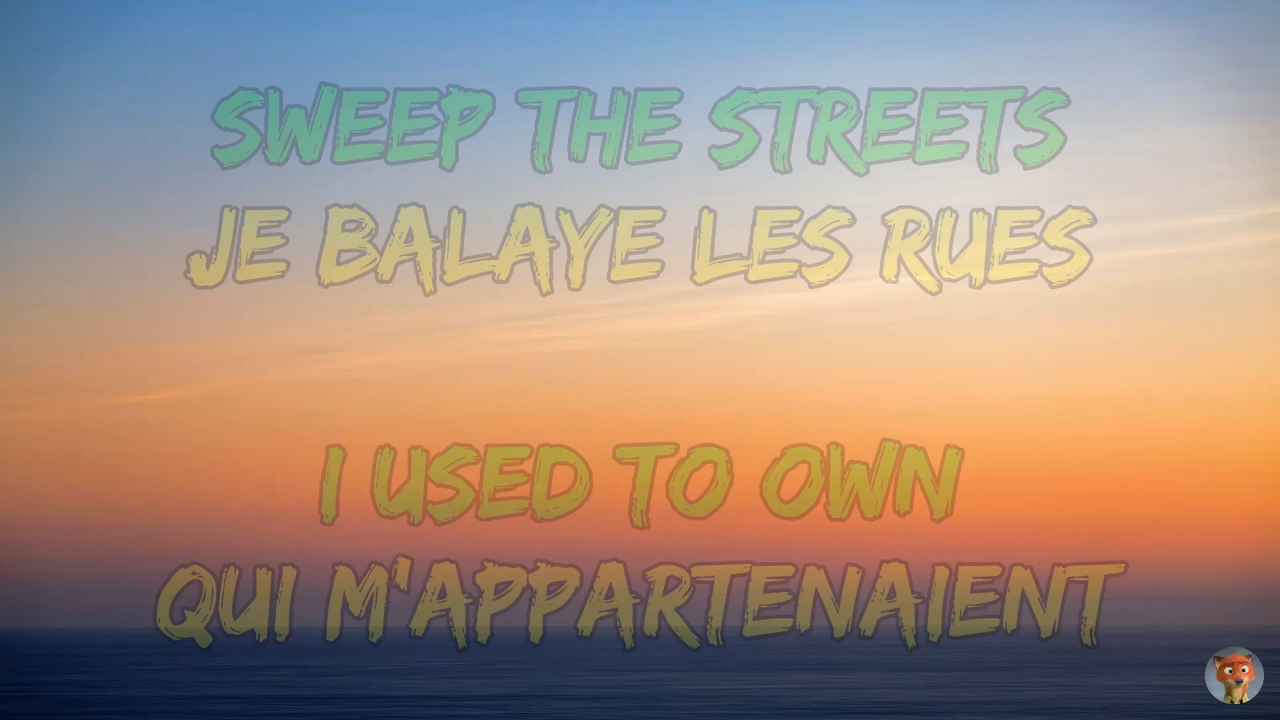 SWEEP THE STREETS
JE BALAYE LES RUES
I USED TO OWN
QUI M'APPARTENAIENT